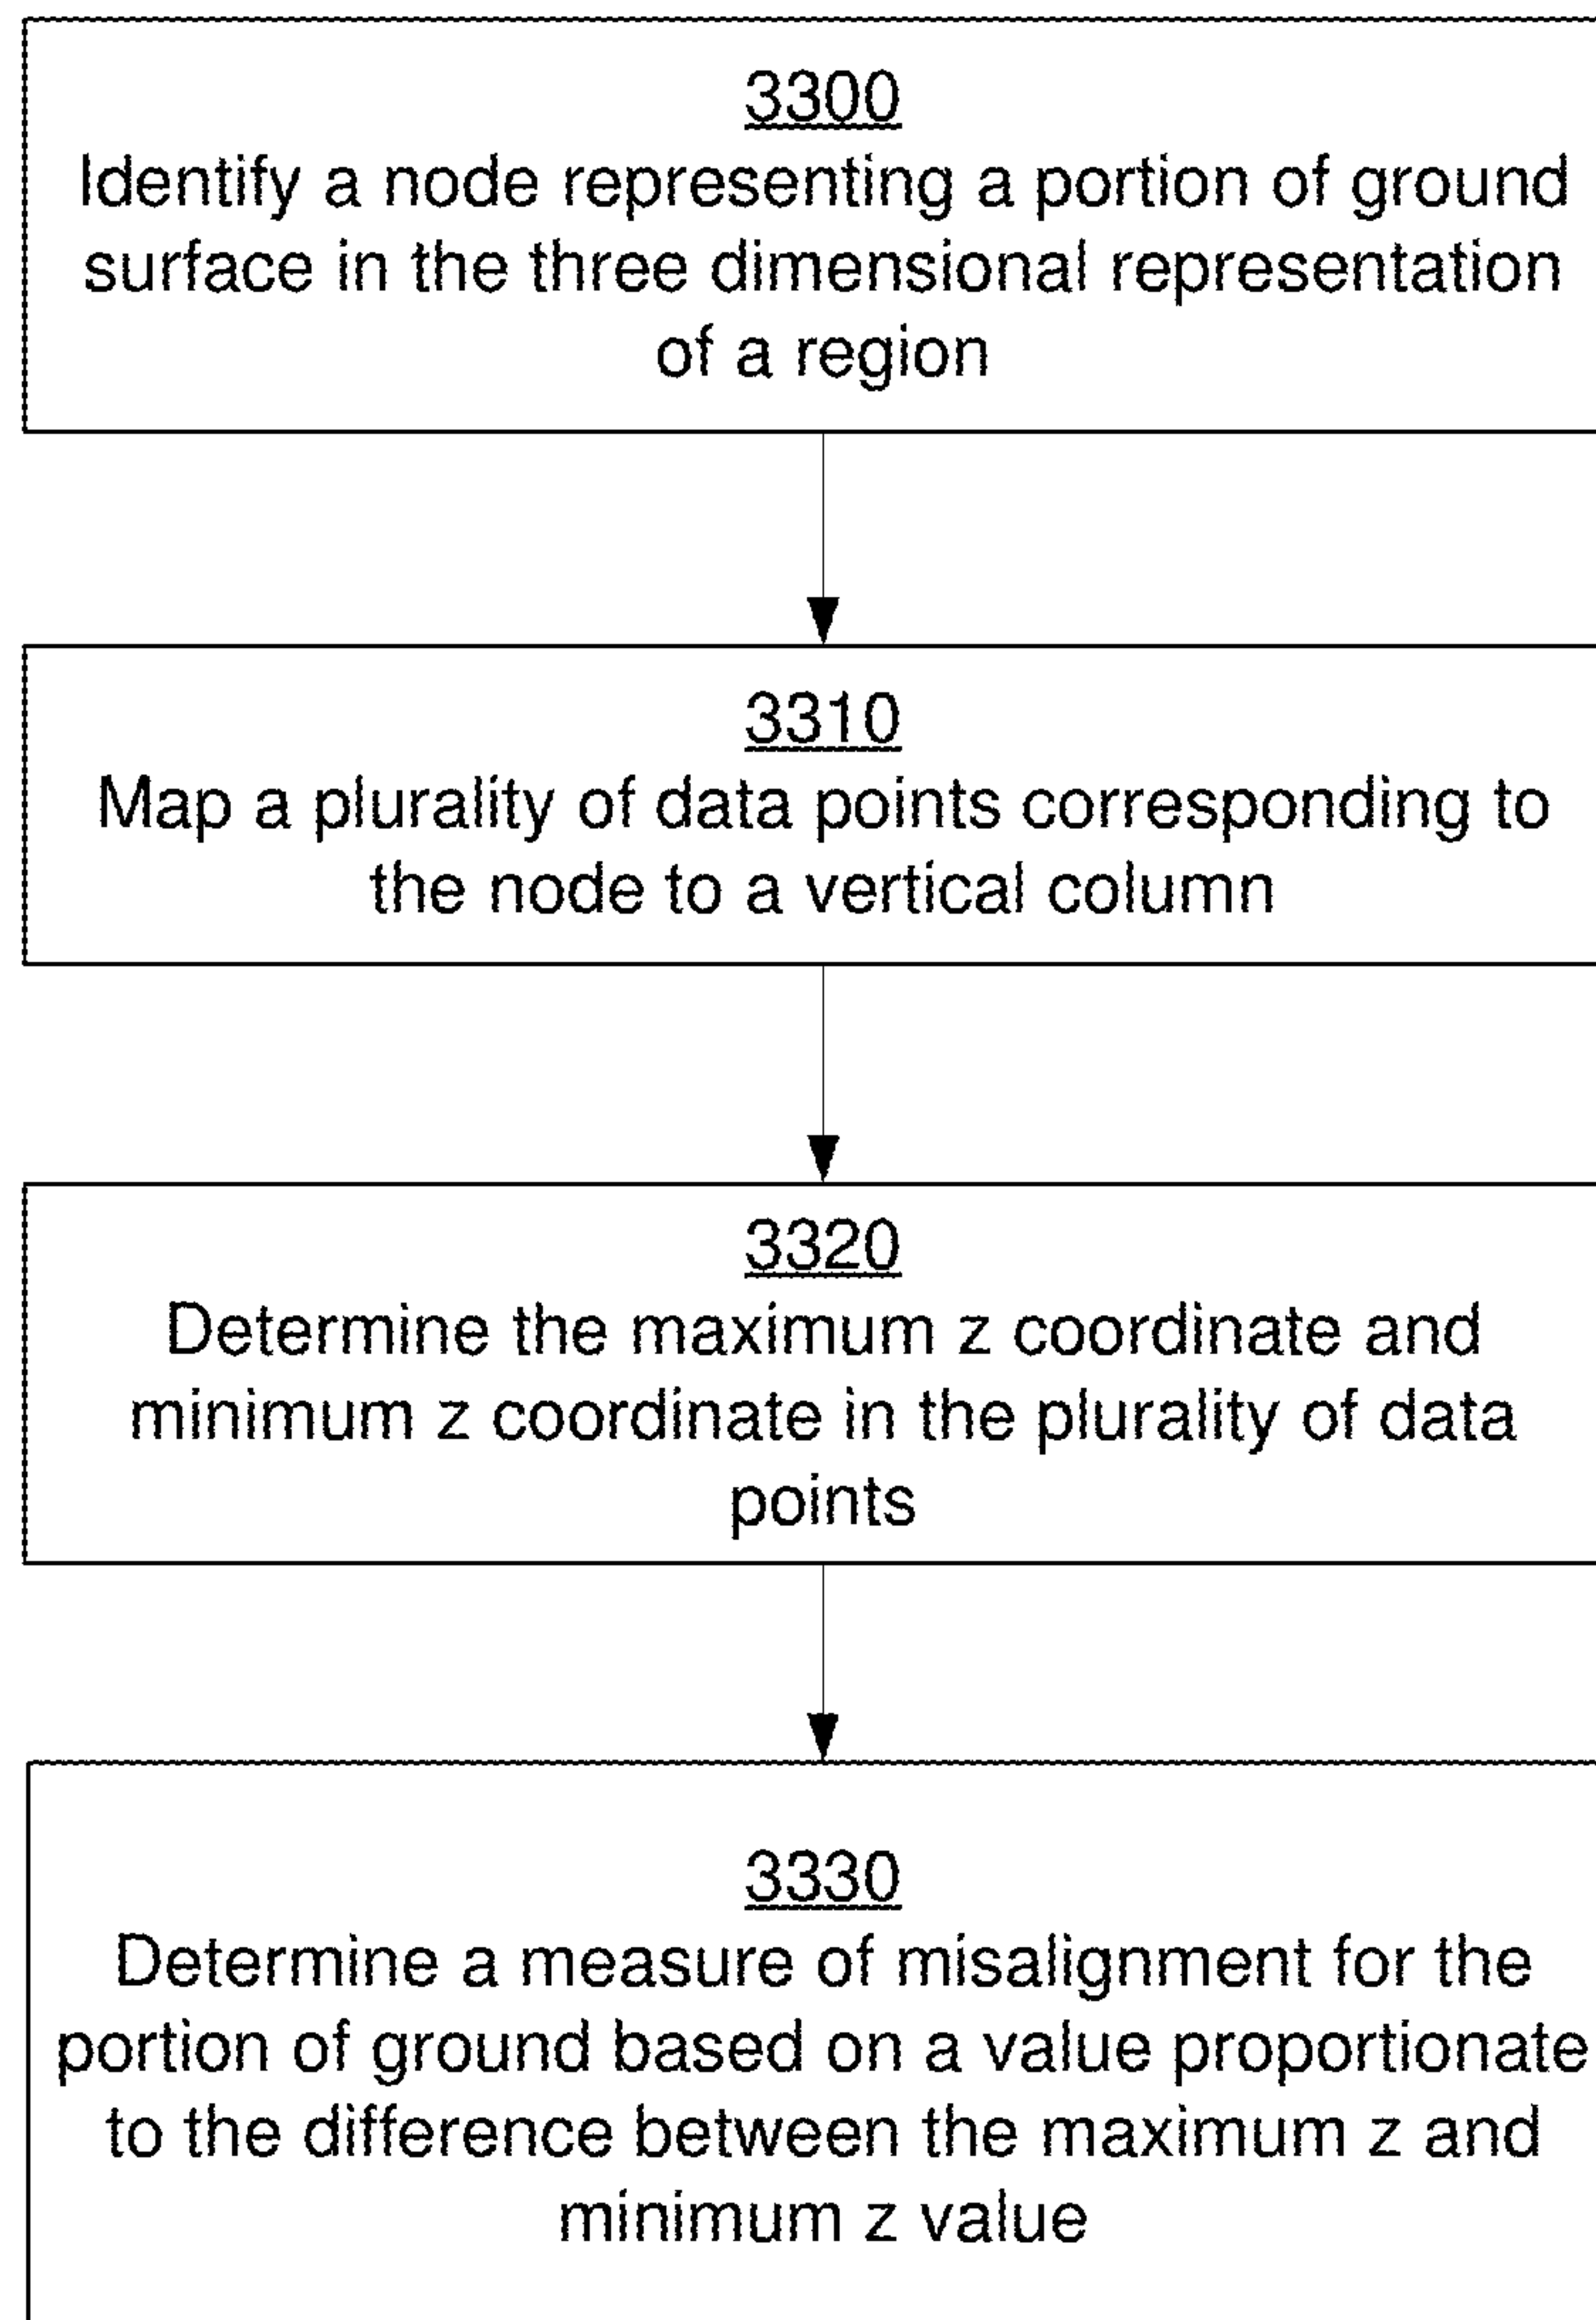 3300
Identify a node representing a portion of ground
surface in the three dimensional representation
of a region
3310
Map a plurality of data points corresponding to
the node to a vertical column
3320
Determine the maximum z coordinate and
minimum z coordinate in the plurality of data
points
3330
Determine a measure of misalignment for the
portion of ground based on a value proportionate
to the difference between the maximum z and
minimum z value